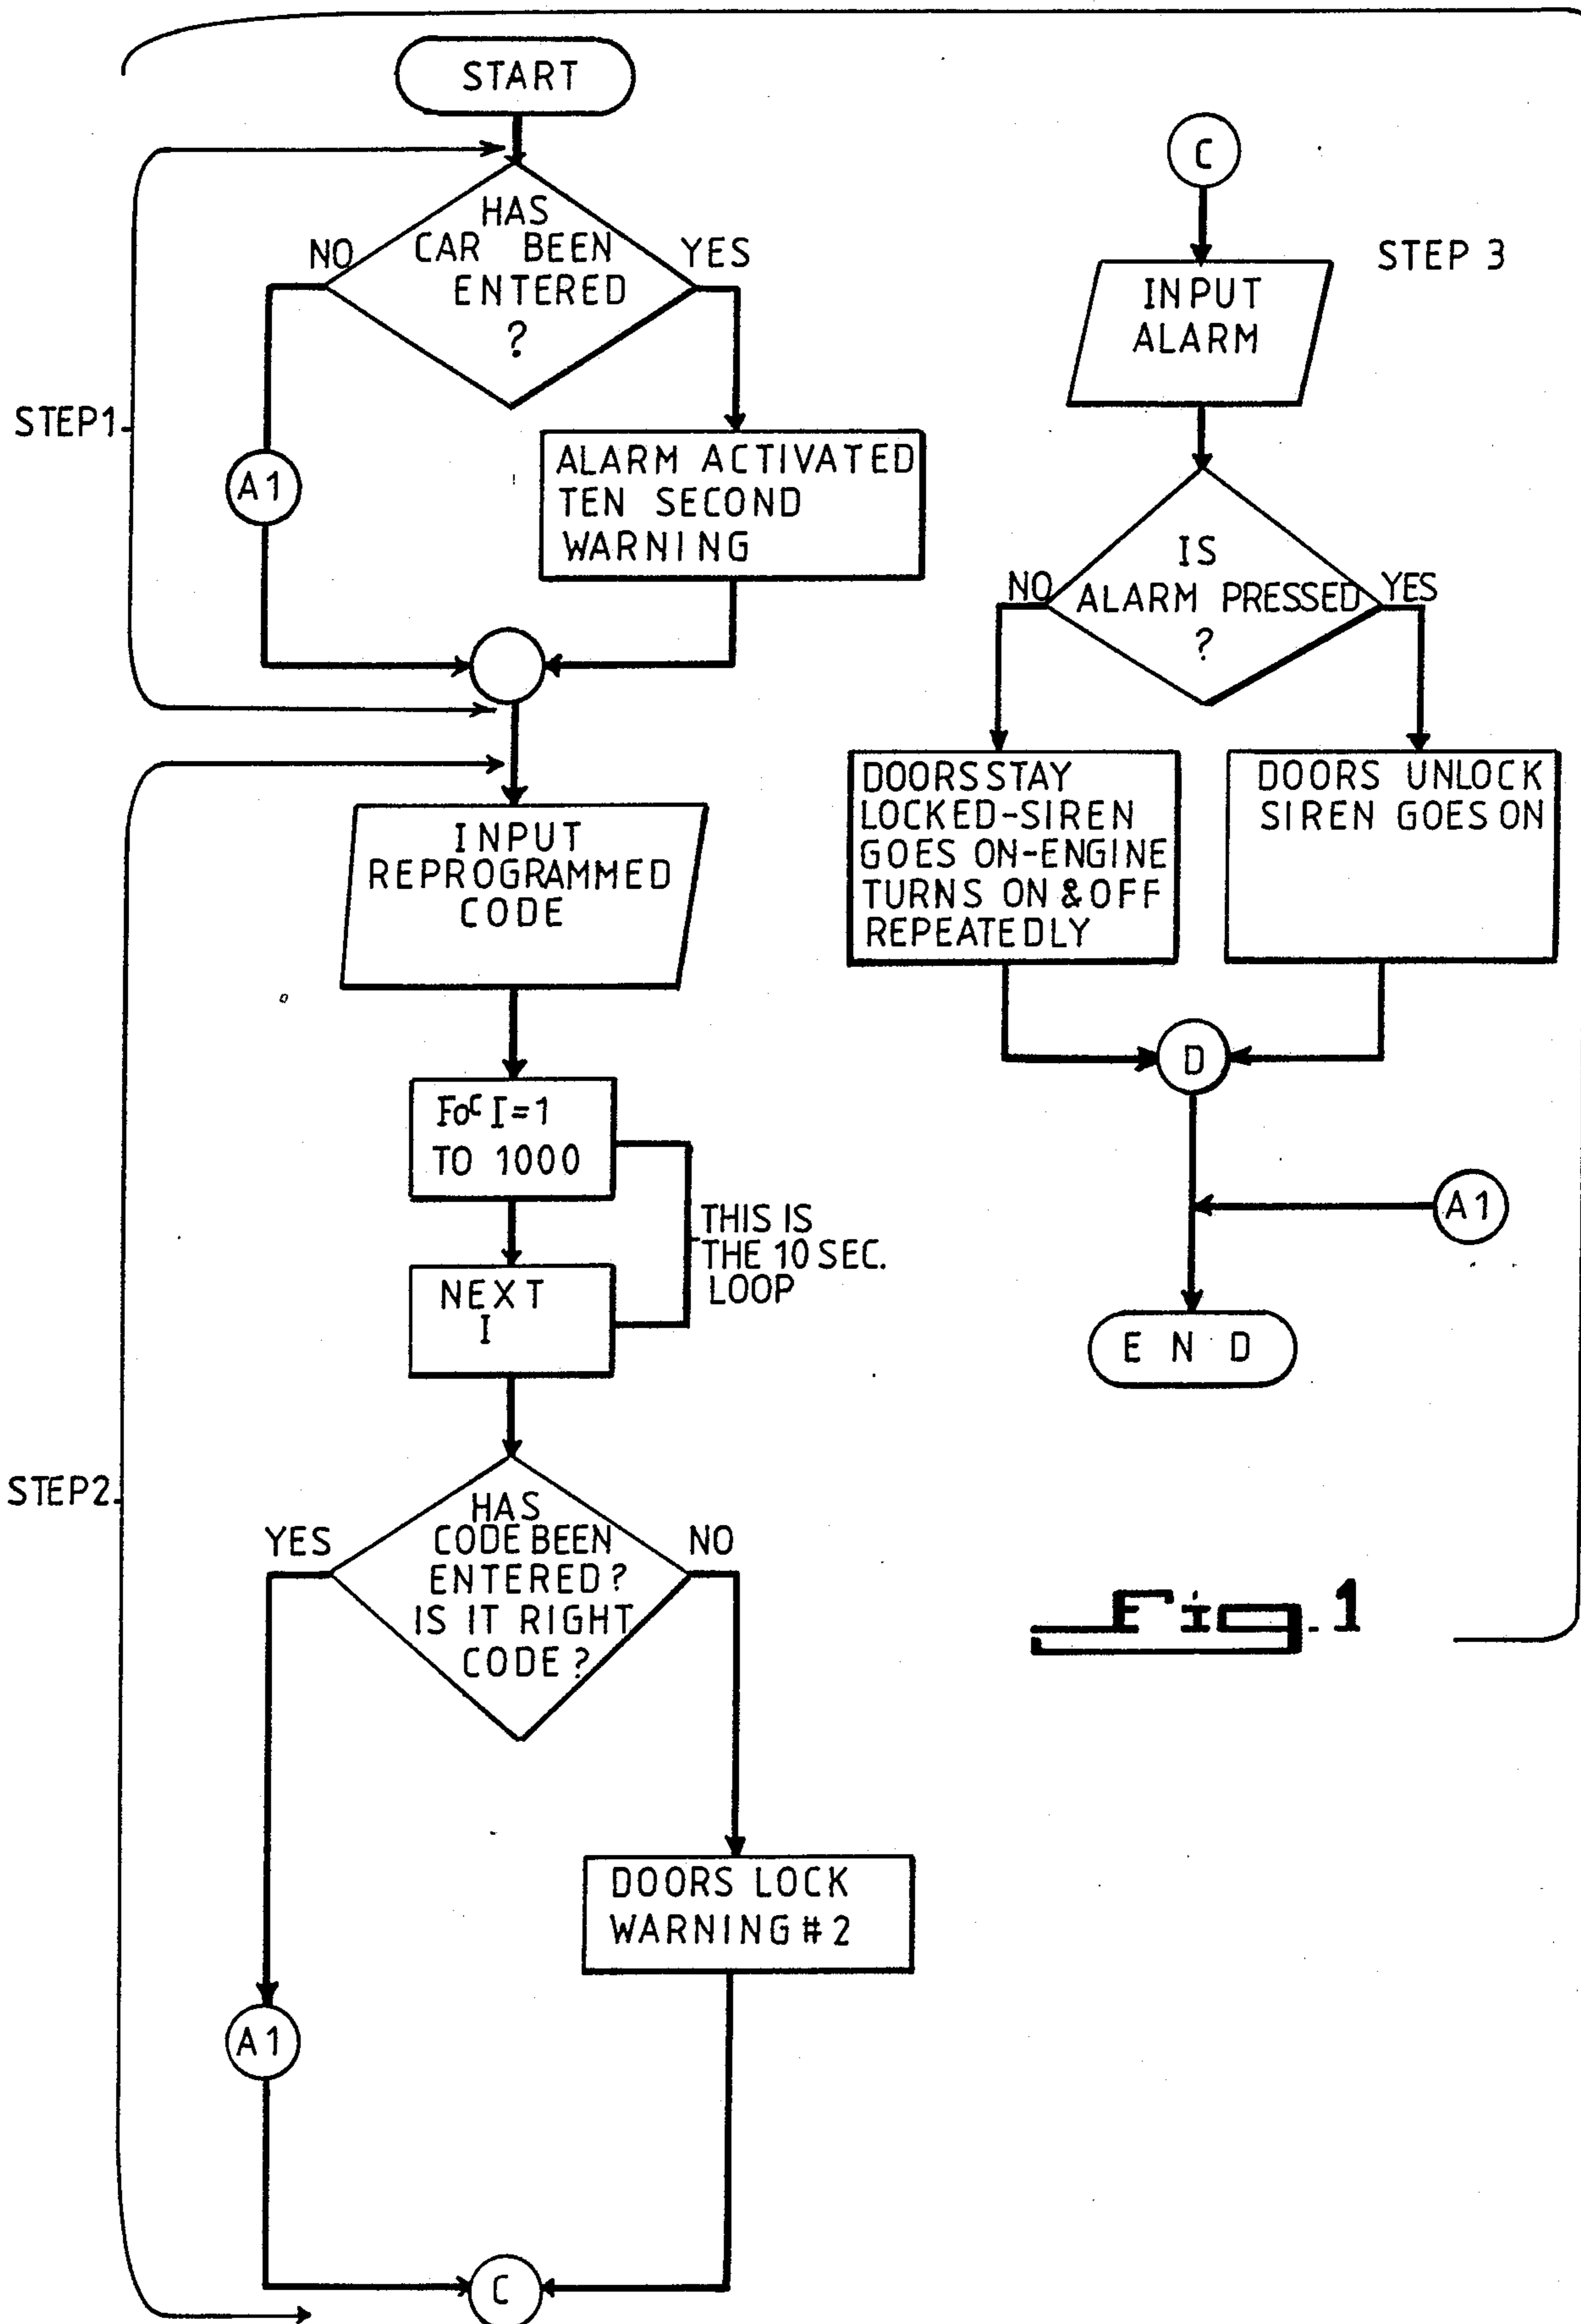 START
HAS
CAR BEEN
ENTERED
?
NO
YES
STEP1.
A1
ALARM ACTIVATED
TEN SECOND
WARNING
INPUT
REPROGRAMMED
CODE
For I=1
TO 1000
THIS IS
THE 10 SEC.
LOOP
NEXT
I
STEP2.
HAS
CODE BEEN
ENTERED?
IS IT RIGHT
CODE?
YES
NO
DOORS LOCK
WARNING #2
A1
C
C
STEP 3
INPUT
ALARM
IS
ALARM PRESSED
?
NO
YES
DOORS STAY
LOCKED-SIREN
GOES ON-ENGINE
TURNS ON & OFF
REPEATEDLY
DOORS UNLOCK
SIREN GOES ON
D
A1
END
Fig. 1